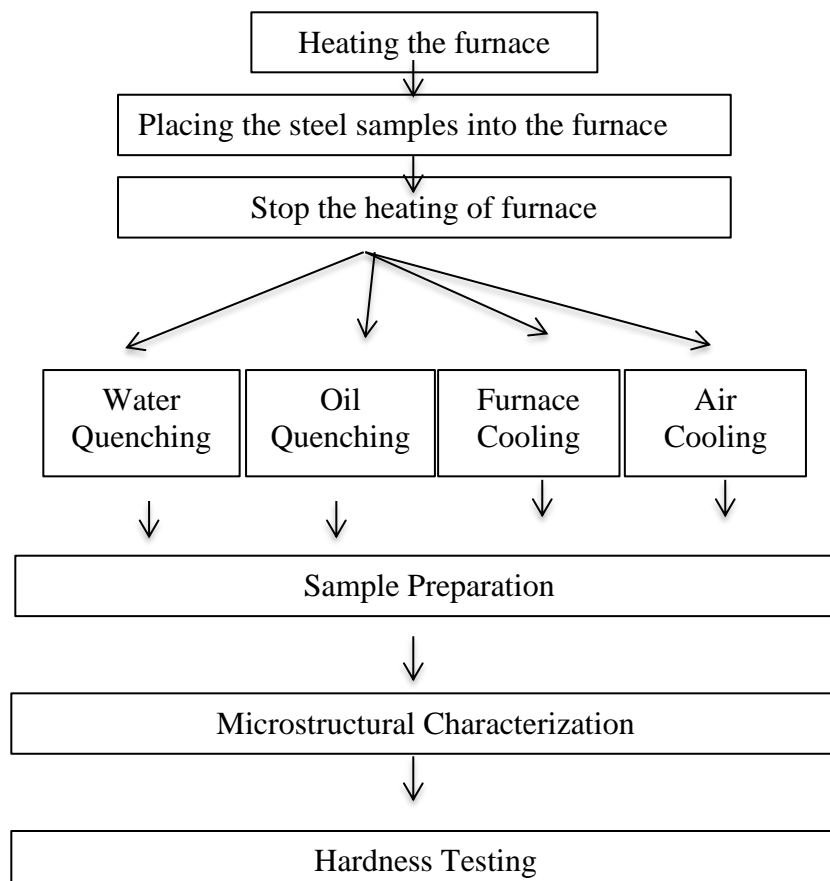 Heating the furnace
Placing the steel samples into the furnace
Stop the heating of furnace
Water
Quenching
Oil
Quenching
Furnace
Cooling
Air
Cooling
Sample Preparation
Microstructural Characterization
Hardness Testing